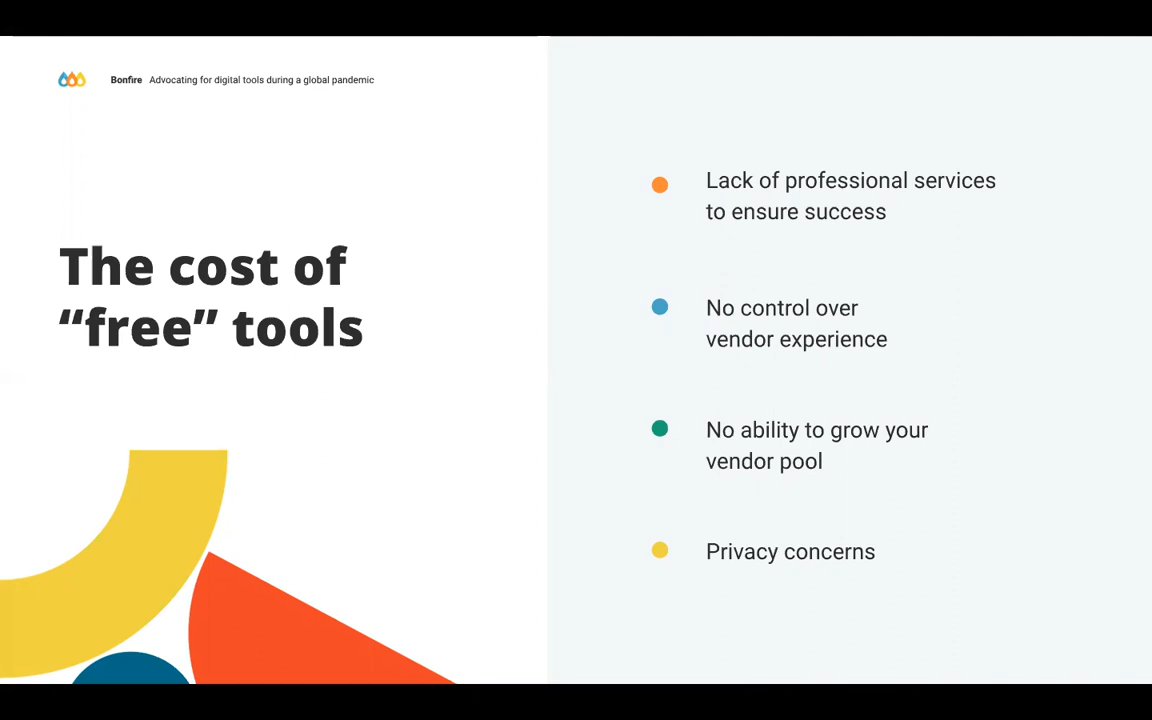 Bonfire Advocating for digital tools during a global pandemic
The cost of
“free” tools
Lack of professional services
to ensure success
No control over
vendor experience
No ability to grow your
vendor pool
Privacy concerns